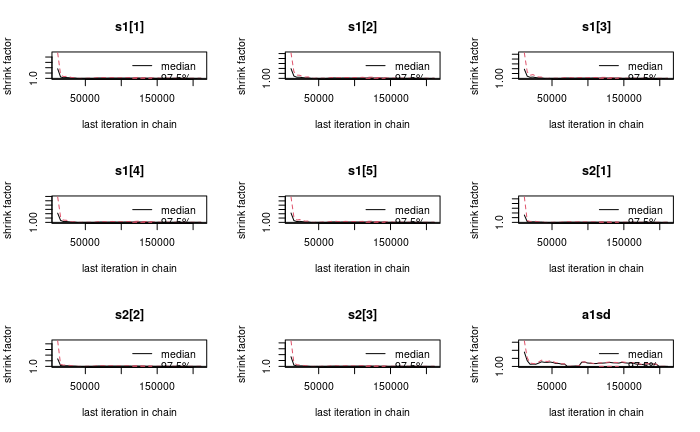 s1[1]
s1[2]
s1[3]
shrink factor
1.0
median
97.5%
50000
150000
last iteration in chain
shrink factor
1.00
median
97.5%
50000
150000
last iteration in chain
shrink factor
1.00
median
97.5%
50000
150000
last iteration in chain
s1[4]
s1[5]
s2[1]
shrink factor
1.00
median
97.5%
50000
150000
last iteration in chain
shrink factor
1.00
median
97.5%
50000
150000
last iteration in chain
shrink factor
1.0
median
97.5%
50000
150000
last iteration in chain
s2[2]
s2[3]
a1sd
shrink factor
1.0
median
97.5%
50000
150000
last iteration in chain
shrink factor
1.0
median
97.5%
50000
150000
last iteration in chain
shrink factor
1.00
median
97.5%
50000
150000
last iteration in chain